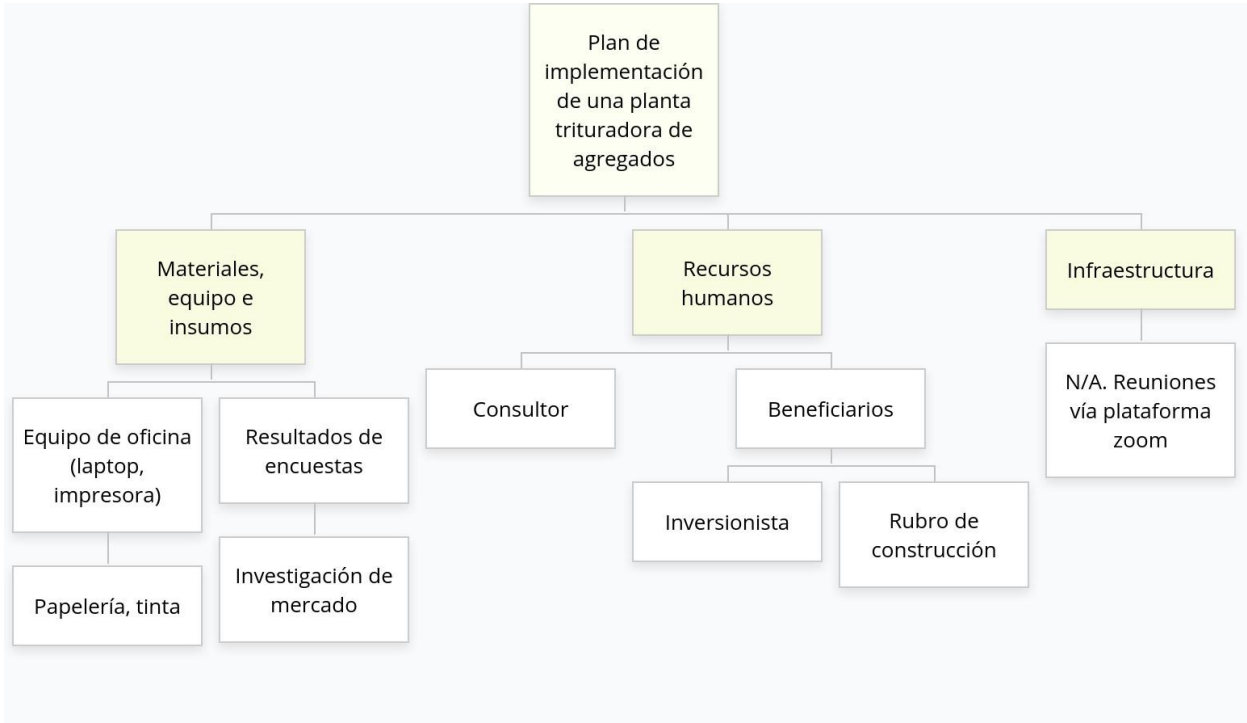 Plan de
implementación
de una planta
trituradora de
agregados
Materiales,
equipo e
insumos
Recursos
humanos
Infraestructura
Equipo de oficina
(laptop,
impresora)
Resultados de
encuestas
Consultor
Beneficiarios
N/A. Reuniones
vía plataforma
zoom
Papelería, tinta
Investigación de
mercado
Inversionista
Rubro de
construcción